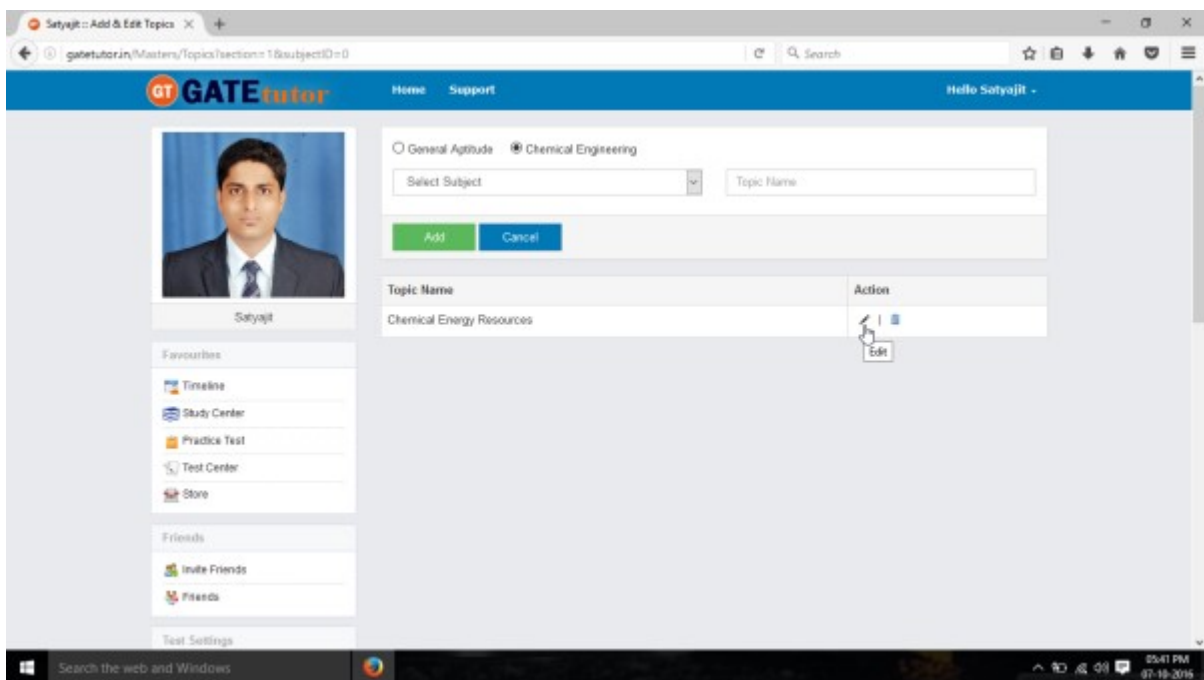 Satyajit :: Add & Edit Topics
gatetutor.in/Masters/Topics?section=1&subjectID=0
Search
GT GATEtutor
Home Support
Hello Satyajit
General Aptitude Chemical Engineering
Select Subject
Topic Name
Add Cancel
Topic Name Action
Chemical Energy Resources |
Edit
Satyajit
Favourites
Timeline
Study Center
Practice Test
Test Center
Store
Friends
Invite Friends
Friends
Test Settings
Search the web and Windows
05:41 PM
07-10-2016